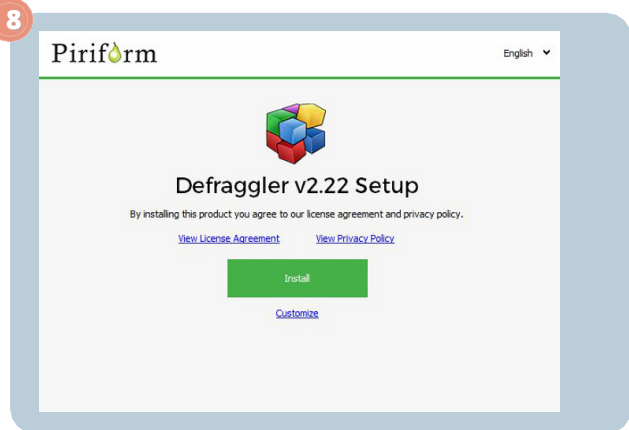 8
Piriform
English
Defraggler v2.22 Setup
By installing this product you agree to our license agreement and privacy policy.
View License Agreement View Privacy Policy
Install
Customize